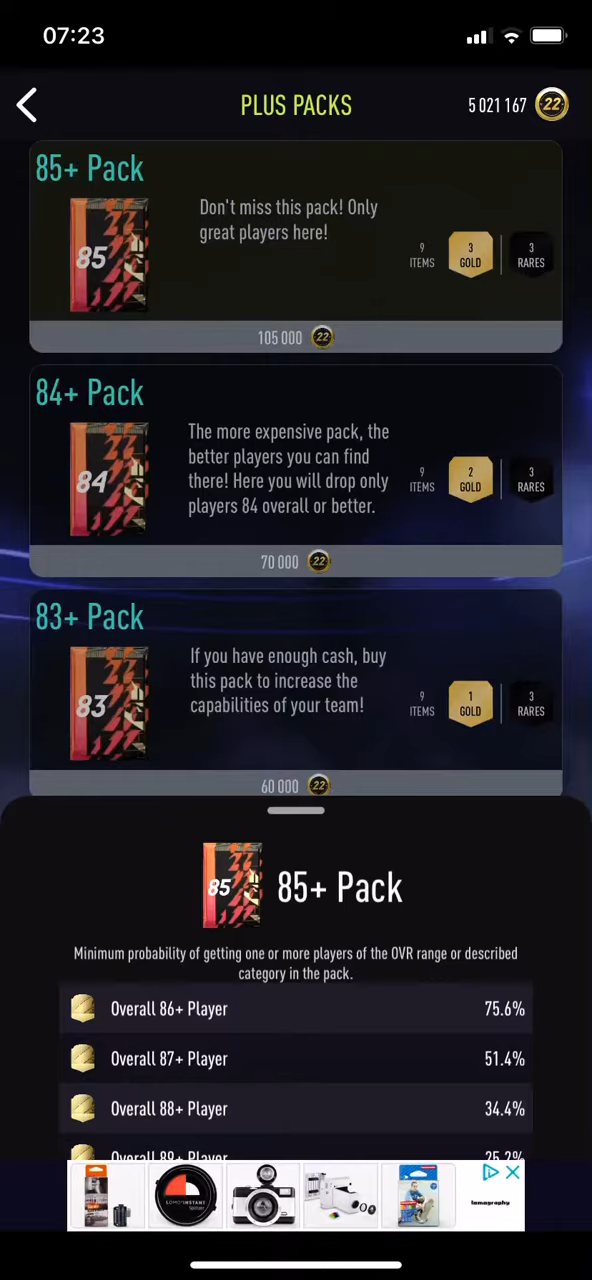 07:23
PLUS PACKS
5 021 167
22
85+ Pack
85
Don't miss this pack! Only
great players here!
9
ITEMS
3
GOLD
3
RARES
105 000
22
84+ Pack
84
The more expensive pack, the
better players you can find
there! Here you will drop only
players 84 overall or better.
9
ITEMS
2
GOLD
3
RARES
70 000
22
83+ Pack
83
If you have enough cash, buy
this pack to increase the
capabilities of your team!
9
ITEMS
1
GOLD
3
RARES
60 000
22
85
85+ Pack
Minimum probability of getting one or more players of the OVR range or described
category in the pack.
Overall 86+ Player 75.6%
Overall 87+ Player 51.4%
Overall 88+ Player 34.4%
Overall 89+ Player 25.2%
lomography